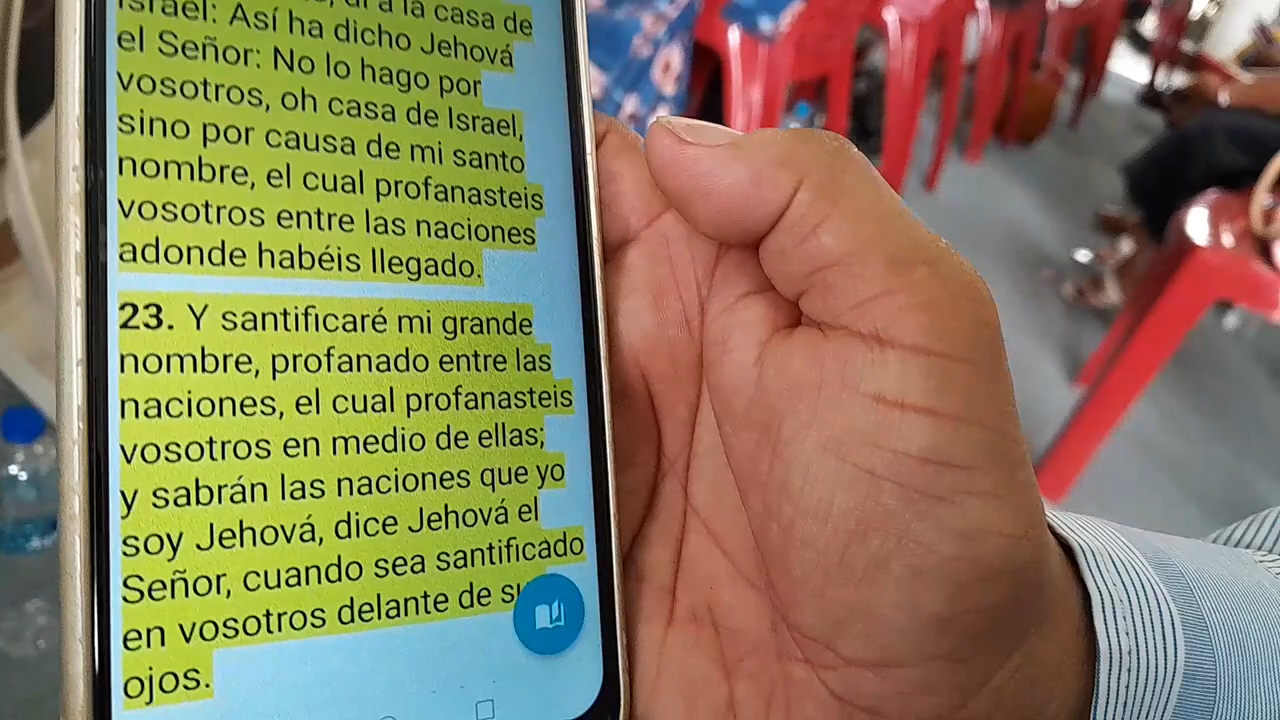 a la casa de
Israel: Así ha dicho Jehová
el Señor: No lo hago por
vosotros, oh casa de Israel,
sino por causa de mi santo
nombre, el cual profanasteis
vosotros entre las naciones
adonde habéis llegado.
23. Y santificaré mi grande
nombre, profanado entre las
naciones, el cual profanasteis
vosotros en medio de ellas;
y sabrán las naciones que yo
soy Jehová, dice Jehová el
Señor, cuando sea santificado
en vosotros delante de
ojos.